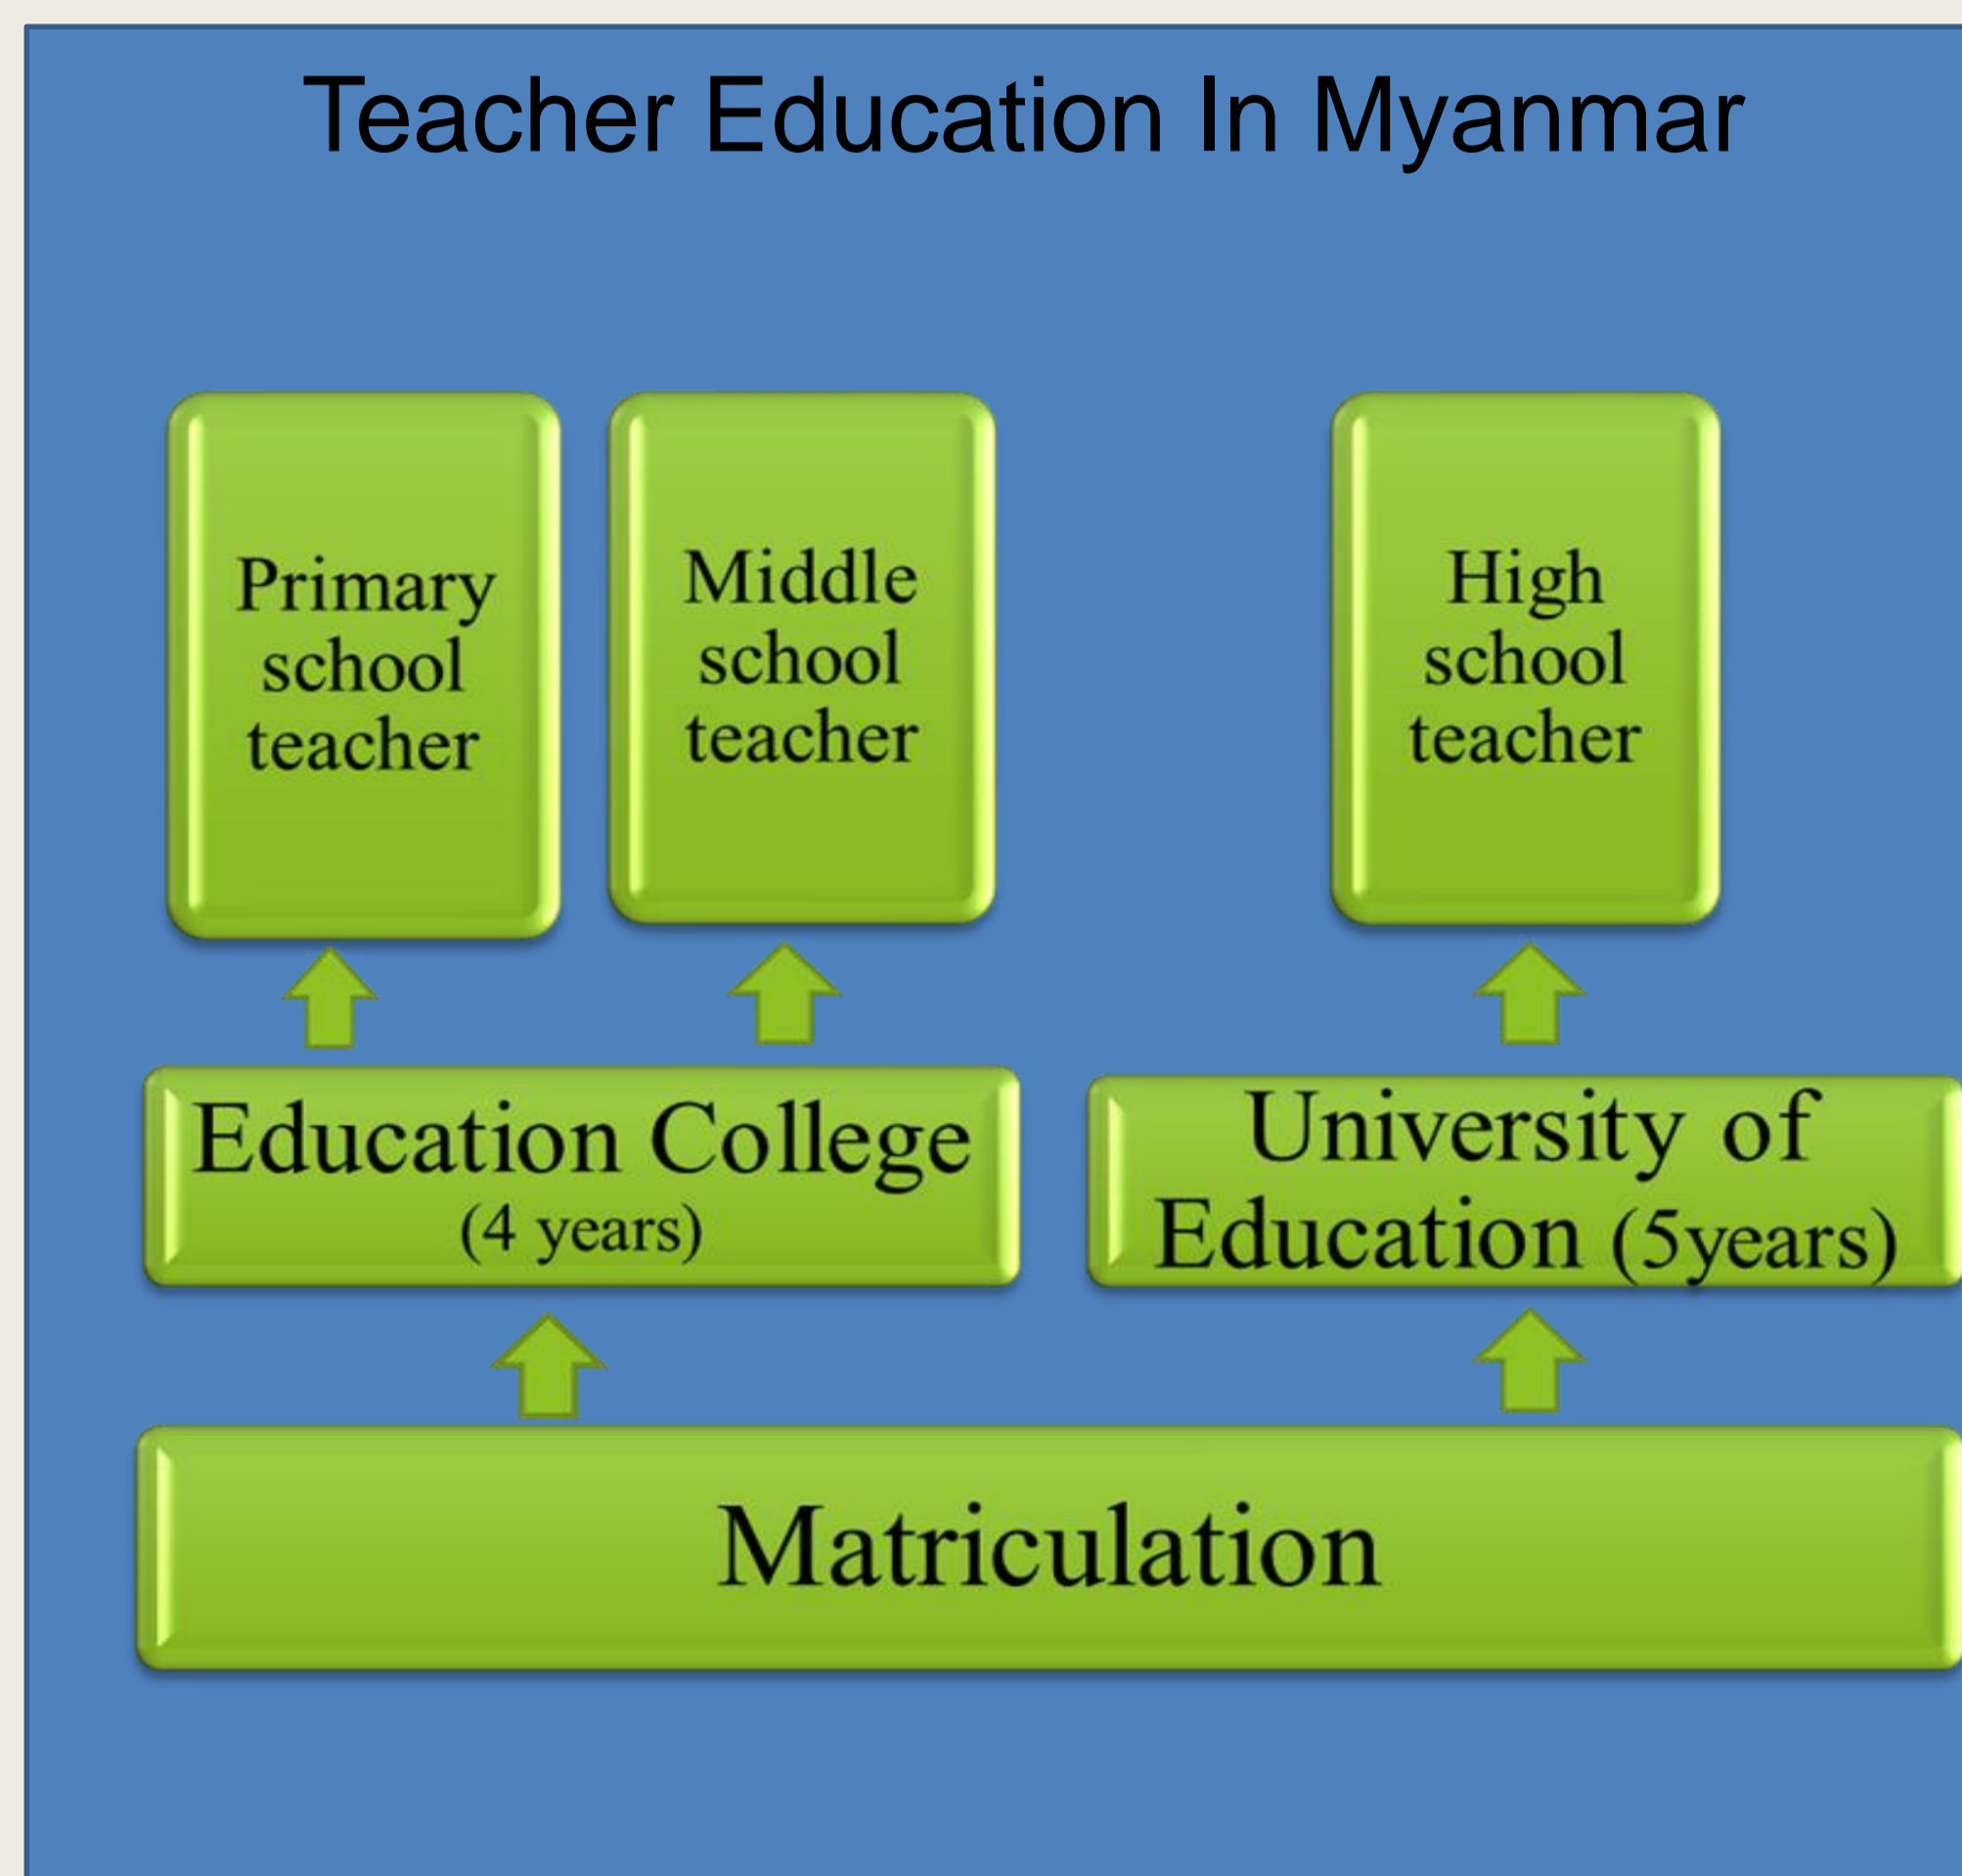 Teacher Education In Myanmar
Primary
school
teacher
Middle
school
teacher
High
school
teacher
Education College
(4 years)
University of
Education (5years)
Matriculation